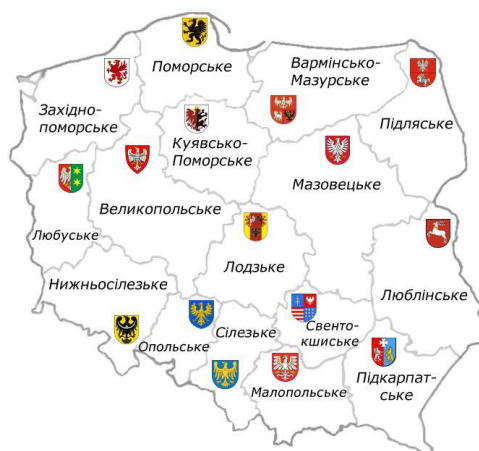 Поморське
Вармінсько-
Мазурське
Західно-
поморське
Підляське
Куявсько-
Поморське
Мазовецьке
Великопольське
Любуське
Лодзьке
Нижньосілезьке
Люблінське
Опольське
Сілезьке
Свенто-
кшиське
Малопольське
Підкарпат-
ське